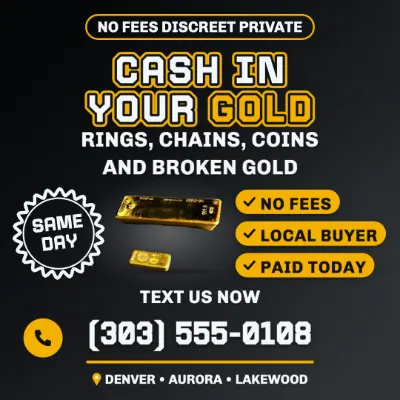 NO FEES DISCREET PRIVATE
CASH IN
YOUR GOLD
RINGS, CHAINS, COINS
AND BROKEN GOLD
SAME
DAY
NO FEES
LOCAL BUYER
PAID TODAY
TEXT US NOW
(303) 555-0108
DENVER • AURORA • LAKEWOOD